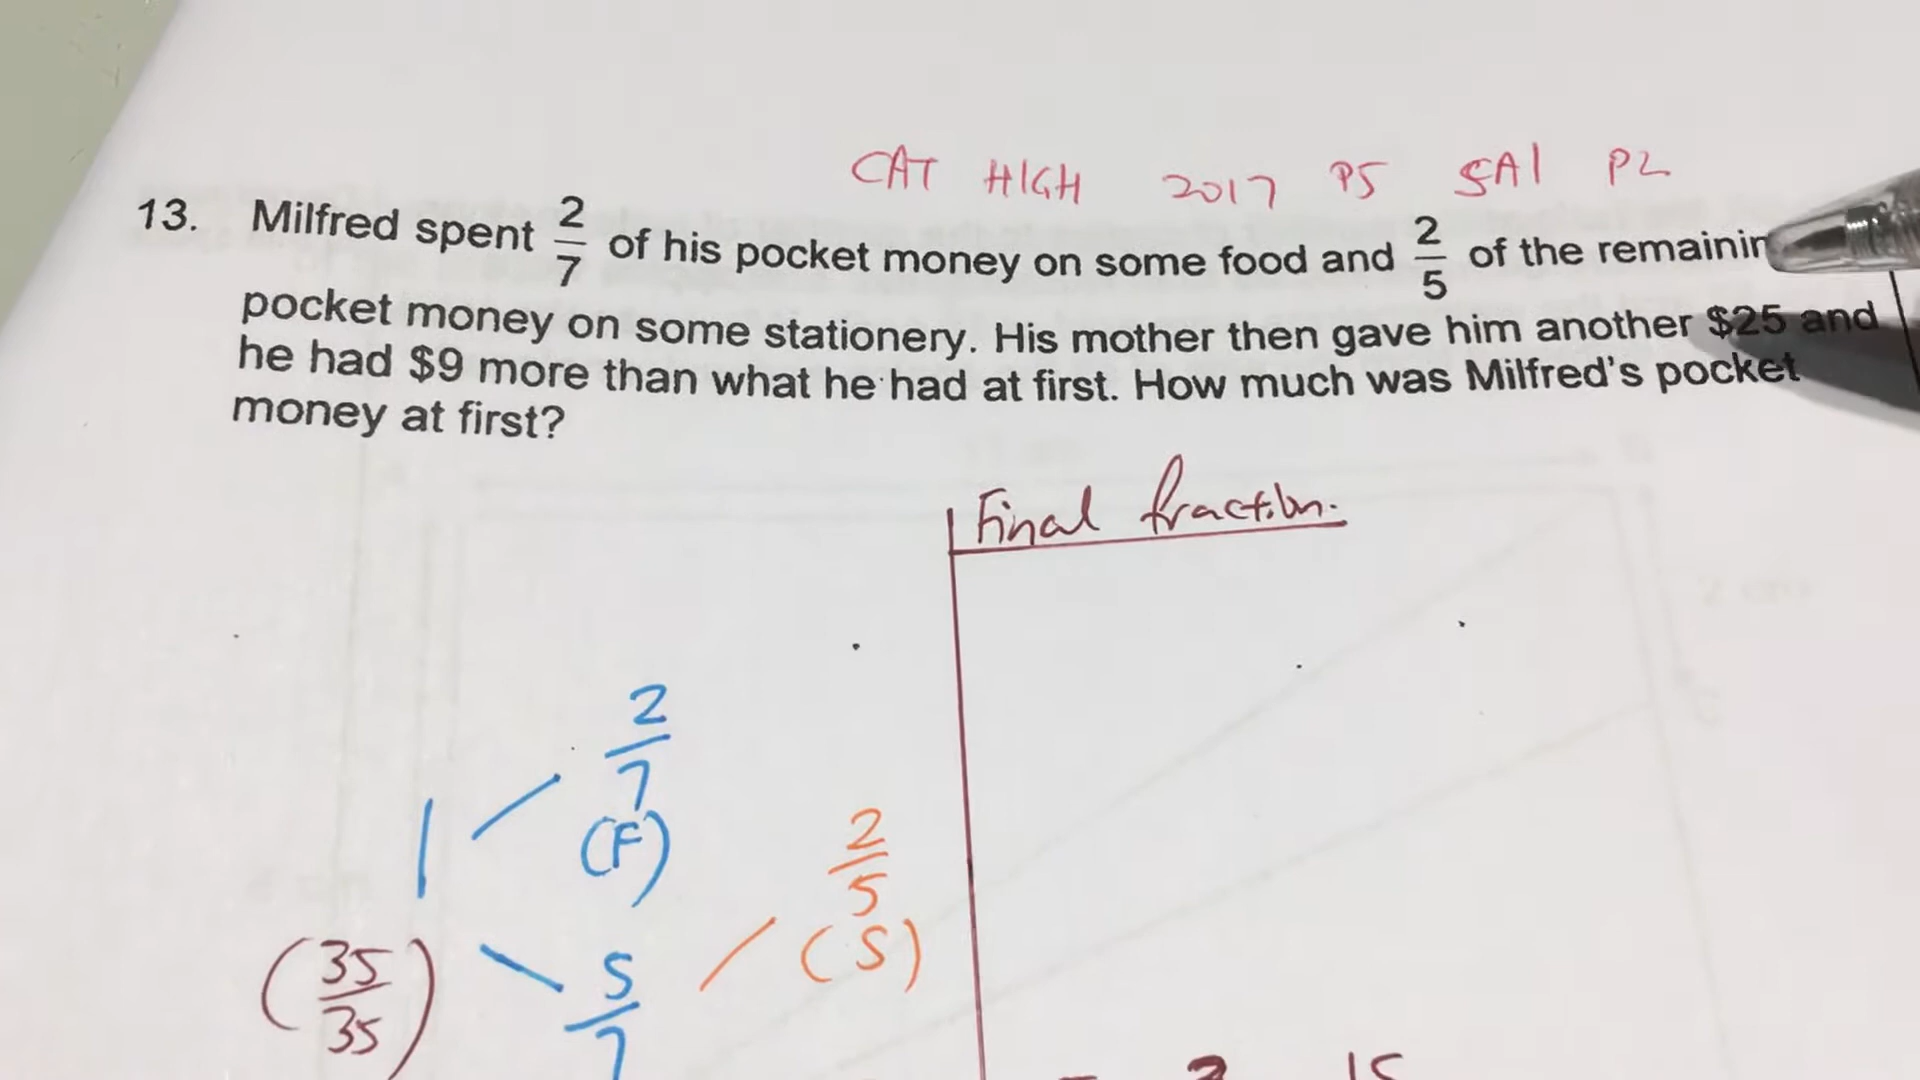 CAT HIGH 2017 P5 SA1 P2
13. Milfred spent 2/7 of his pocket money on some food and 2/5 of the remainin
pocket money on some stationery. His mother then gave him another $25 and
he had $9 more than what he had at first. How much was Milfred's pocket
money at first?
Final fraction.
2/7
(F)
1
2/5
(S)
(35/35)
5/7
15